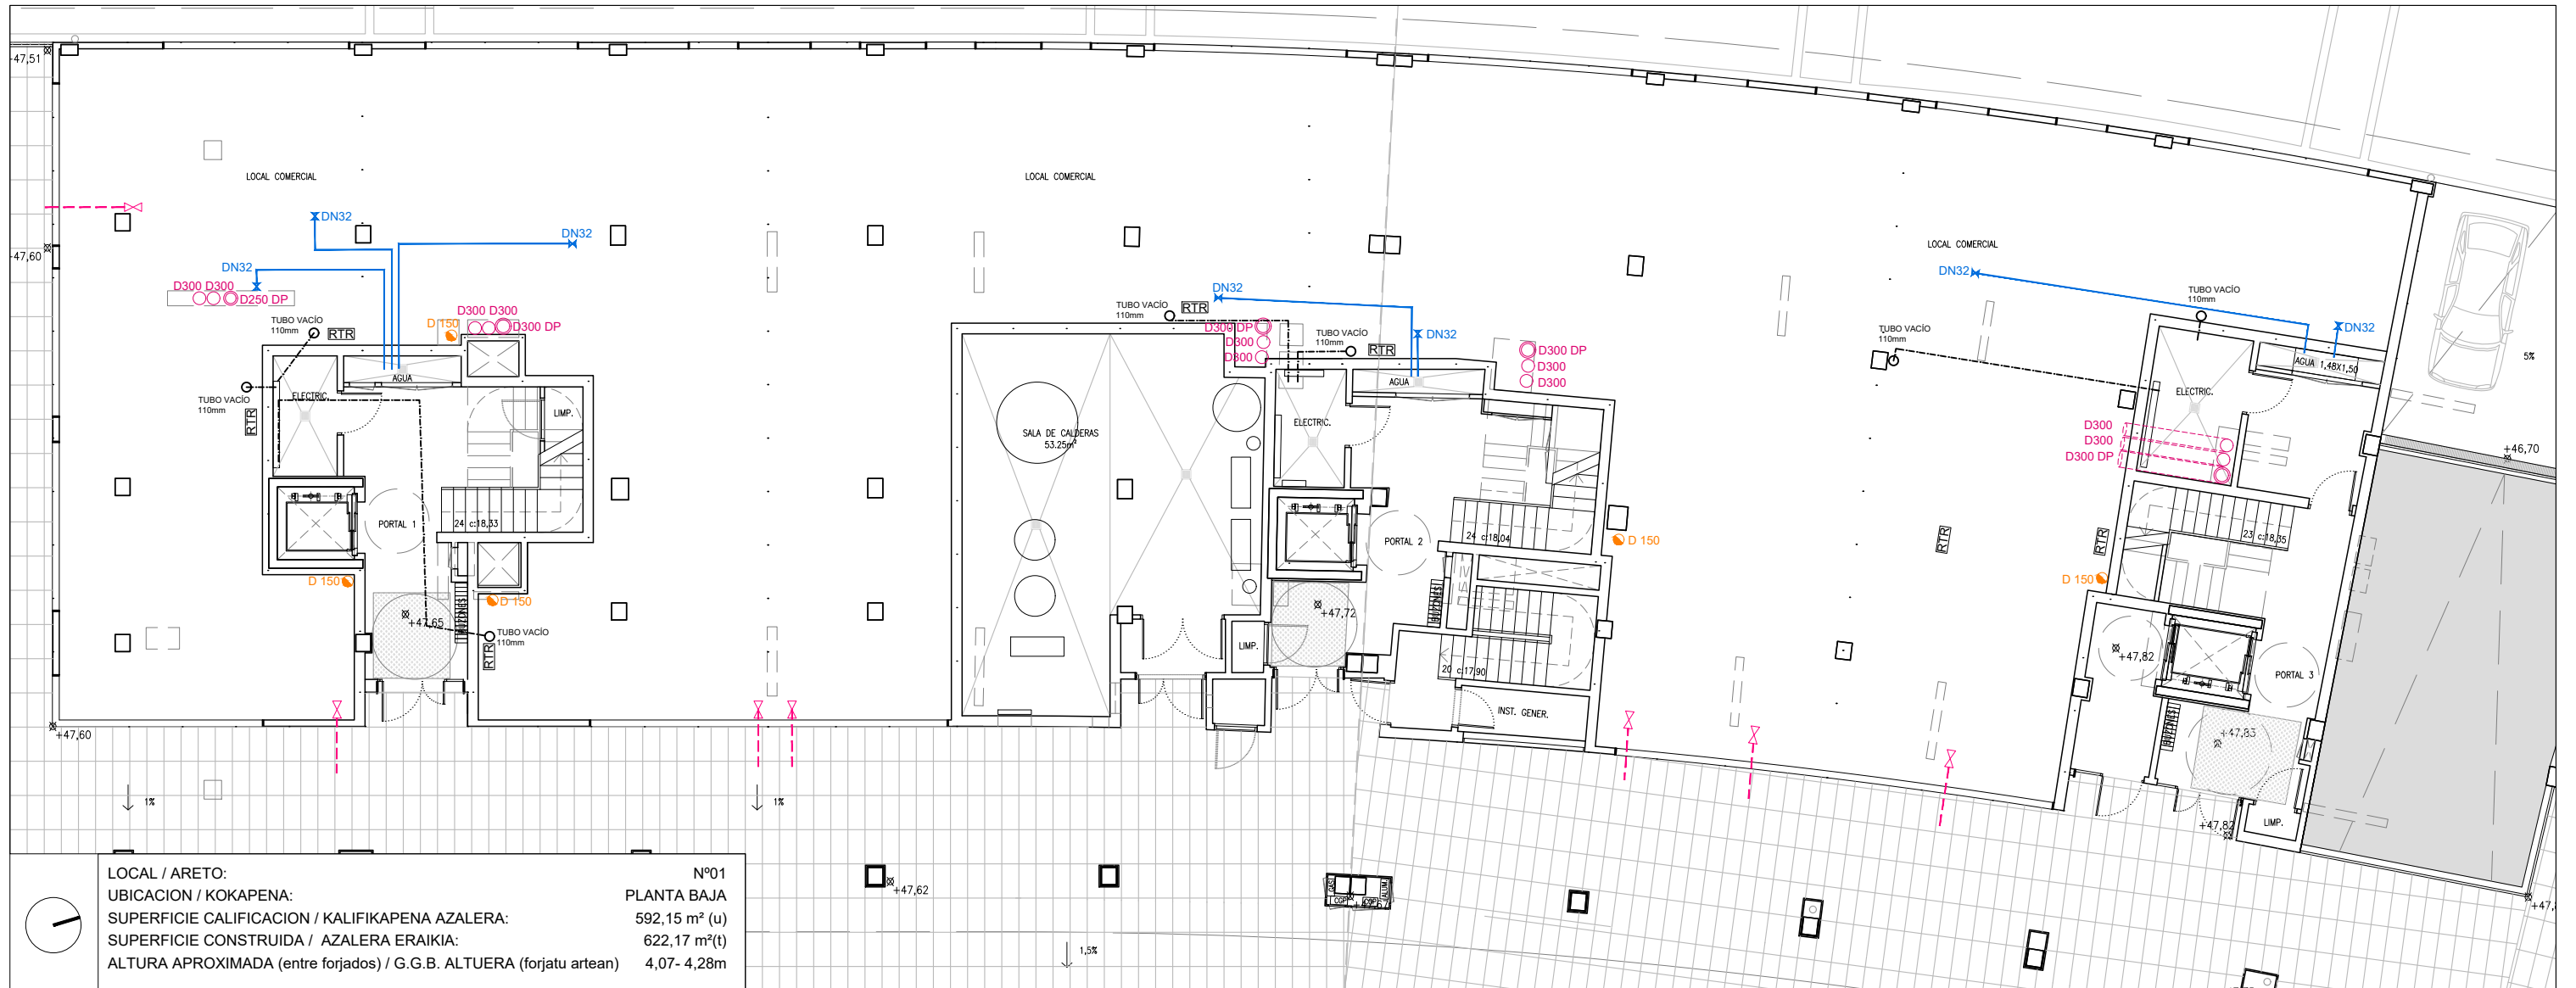 +47,51
LOCAL COMERCIAL
LOCAL COMERCIAL
LOCAL COMERCIAL
+47,60
DN32
DN32
DN32
D300 D300
D250 DP
TUBO VACÍO
110mm
RTR
D 150
D300 D300
D300 DP
AGUA
ELECTRIC.
TUBO VACÍO
110mm
RTR
LIMP.
PORTAL 1
24 c:18,33
D 150
D 150
+47,65
BUZONES
TUBO VACÍO
110mm
RTR
+47,60
1%
1%
SALA DE CALDERAS
53.25m²
DN32
TUBO VACÍO
110mm
RTR
D300 DP
D300
D300
TUBO VACÍO
110mm
RTR
DN32
AGUA
ELECTRIC.
D300 DP
D300
D300
PORTAL 2
24 c:18,04
D 150
+47,72
BUZONES
LIMP.
20 c:17,90
INST. GENER.
DN32
TUBO VACÍO
110mm
TUBO VACÍO
110mm
DN32
AGUA 1,48X1,50
ELECTRIC.
5%
D300
D300
D300 DP
+46,70
RTR
RTR
23 c:18,35
D 150
+47,82
PORTAL 3
BUZONES
+47,83
+47,82
LIMP.
+47,62
GAS
ALUM
CGP
CGP
1,5%
LOCAL / ARETO: Nº01
UBICACION / KOKAPENA: PLANTA BAJA
SUPERFICIE CALIFICACION / KALIFIKAPENA AZALERA: 592,15 m² (u)
SUPERFICIE CONSTRUIDA / AZALERA ERAIKIA: 622,17 m²(t)
ALTURA APROXIMADA (entre forjados) / G.G.B. ALTUERA (forjatu artean) 4,07- 4,28m